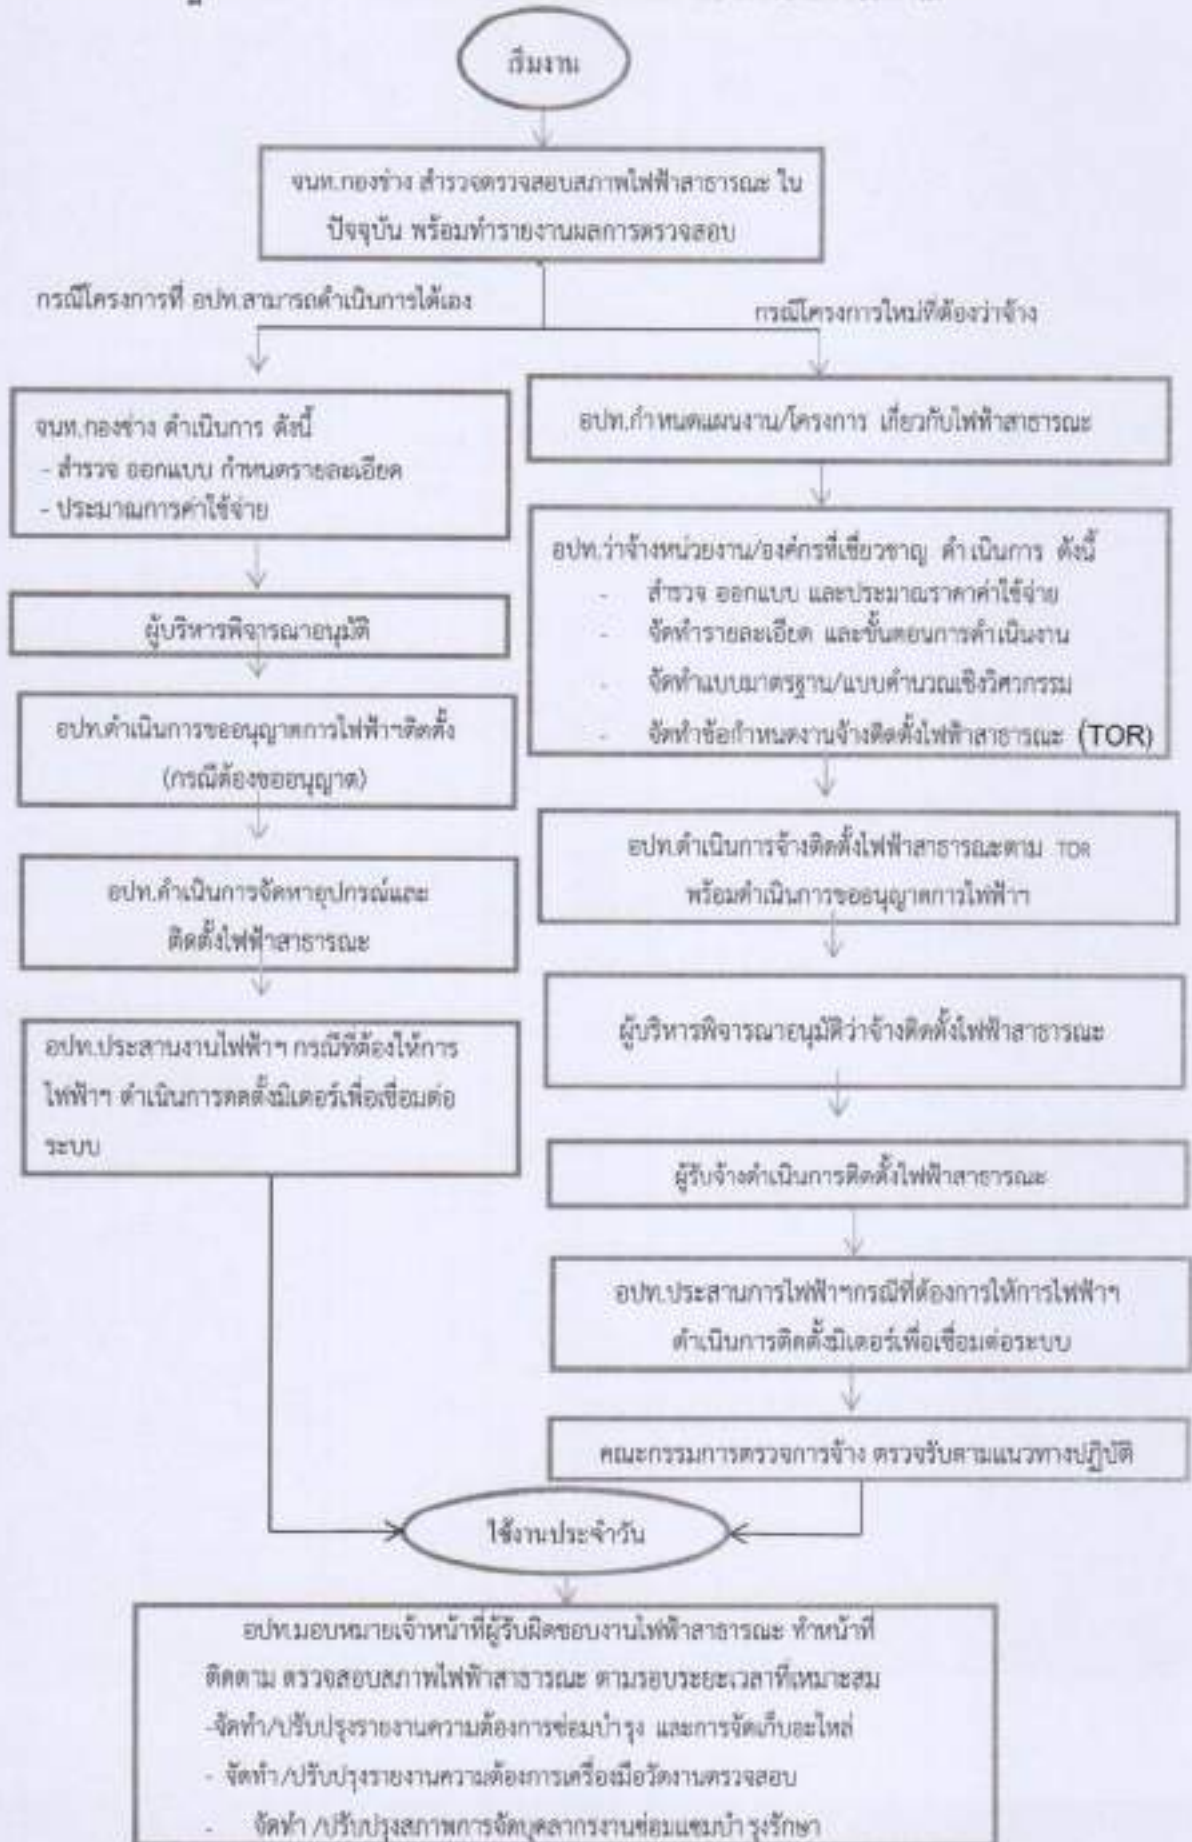 เริ่มงาน
จนท.กองช่าง สำรวจตรวจสอบสภาพไฟฟ้าสาธารณะ ใน
ปัจจุบัน พร้อมทำรายงานผลการตรวจสอบ
กรณีโครงการที่ อปท.สามารถดำเนินการได้เอง
กรณีโครงการใหม่ที่ต้องว่าจ้าง
จนท.กองช่าง ดำเนินการ ดังนี้
- สำรวจ ออกแบบ กำหนดรายละเอียด
- ประมาณการค่าใช้จ่าย
ผู้บริหารพิจารณาอนุมัติ
อปท.ดำเนินการขออนุญาตการไฟฟ้าฯติดตั้ง
(กรณีต้องขออนุญาต)
อปท.ดำเนินการจัดหาอุปกรณ์และ
ติดตั้งไฟฟ้าสาธารณะ
อปท.ประสานงานไฟฟ้าฯ กรณีที่ต้องให้การ
ไฟฟ้าฯ ดำเนินการตดตั้งมิเตอร์เพื่อเชื่อมต่อ
ระบบ
อปท.กำหนดแผนงาน/โครงการ เกี่ยวกับไฟฟ้าสาธารณะ
อปท.ว่าจ้างหน่วยงาน/องค์กรที่เชี่ยวชาญ ดำเนินการ ดังนี้
- สำรวจ ออกแบบ และประมาณราคาค่าใช้จ่าย
- จัดทำรายละเอียด และขั้นตอนการดำเนินงาน
- จัดทำแบบมาตรฐาน/แบบคำนวณเชิงวิศวกรรม
- จัดทำข้อกำหนดงานจ้างติดตั้งไฟฟ้าสาธารณะ (TOR)
อปท.ดำเนินการจ้างติดตั้งไฟฟ้าสาธารณะตาม TOR
พร้อมดำเนินการขออนุญาตการไฟฟ้าฯ
ผู้บริหารพิจารณาอนุมัติว่าจ้างติดตั้งไฟฟ้าสาธารณะ
ผู้รับจ้างดำเนินการติดตั้งไฟฟ้าสาธารณะ
อปท.ประสานการไฟฟ้าฯกรณีที่ต้องการให้การไฟฟ้าฯ
ดำเนินการติดตั้งมิเตอร์เพื่อเชื่อมต่อระบบ
คณะกรรมการตรวจการจ้าง ตรวจรับตามแนวทางปฏิบัติ
ใช้งานประจำวัน
อปท.มอบหมายเจ้าหน้าที่ผู้รับผิดชอบงานไฟฟ้าสาธารณะ ทำหน้าที่
ติดตาม ตรวจสอบสภาพไฟฟ้าสาธารณะ ตามรอบระยะเวลาที่เหมาะสม
-จัดทำ/ปรับปรุงรายงานความต้องการซ่อมบำรุง และการจัดเก็บอะไหล่
- จัดทำ/ปรับปรุงรายงานความต้องการเครื่องมือวัดงานตรวจสอบ
- จัดทำ /ปรับปรุงสภาพการจัดบุคลากรงานซ่อมแซมบำรุงรักษา